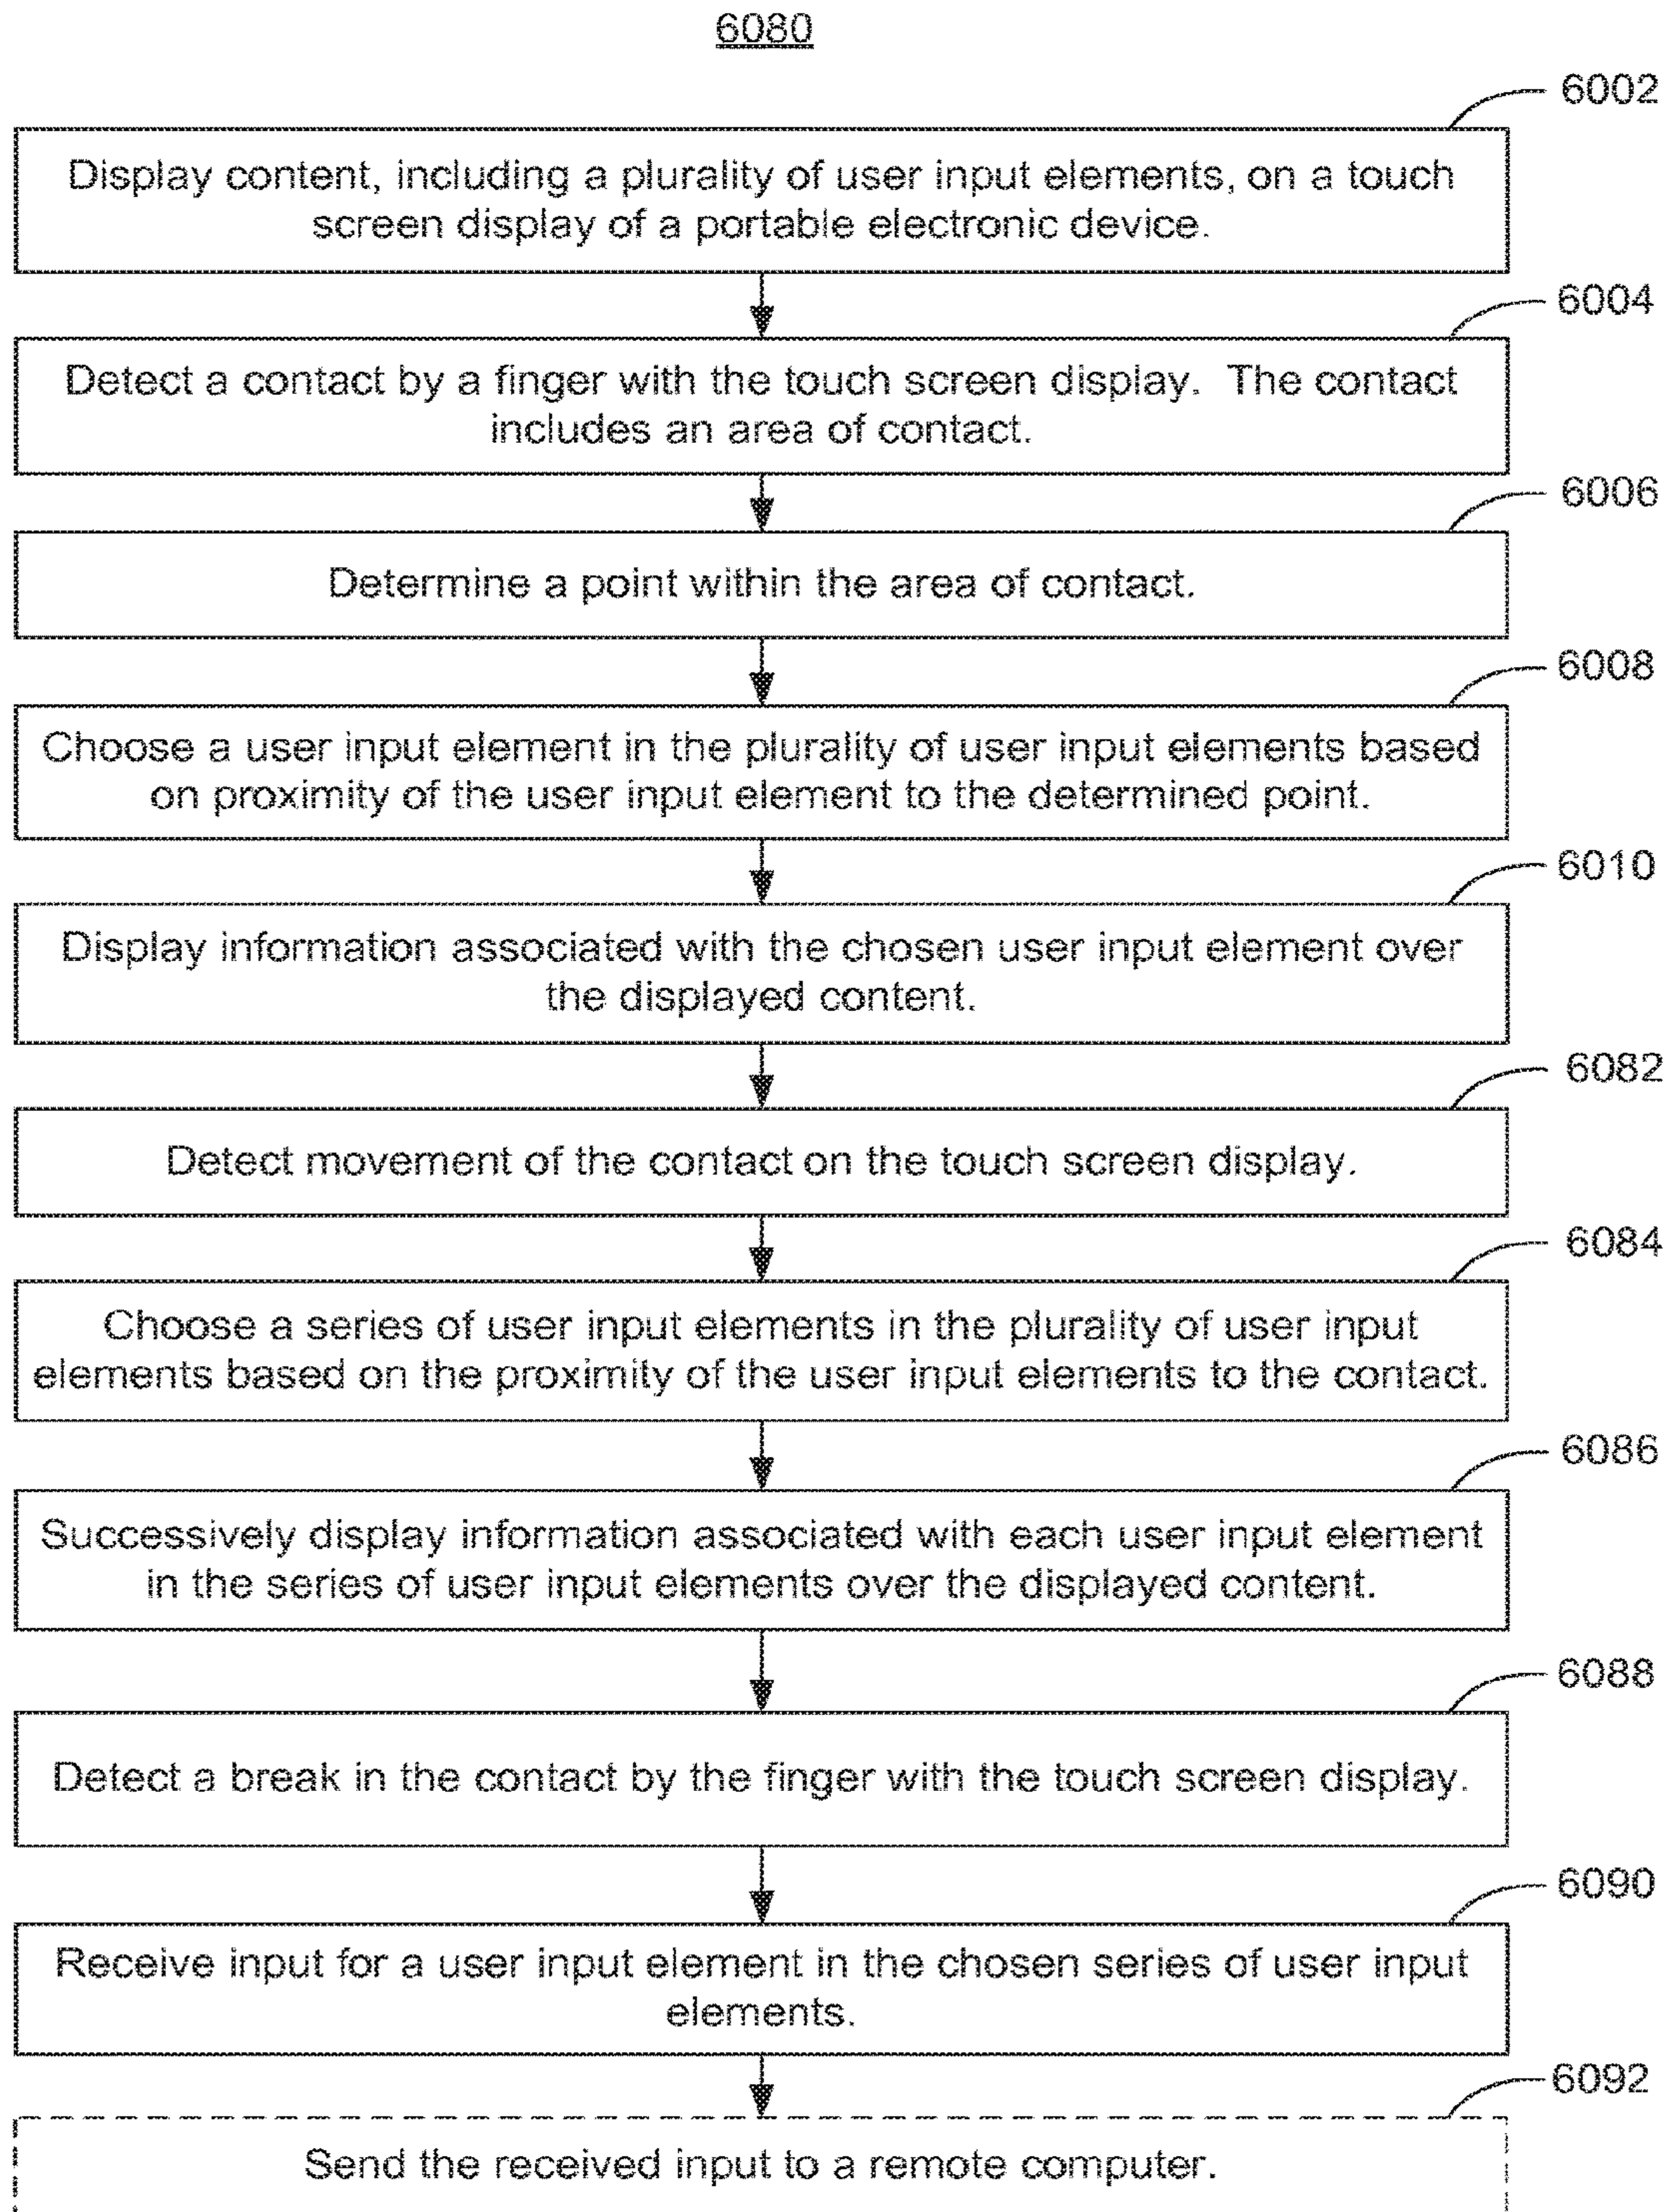 6080
6002
Display content, including a plurality of user input elements, on a touch
screen display of a portable electronic device.
6004
Detect a contact by a finger with the touch screen display.  The contact
includes an area of contact.
6006
Determine a point within the area of contact.
6008
Choose a user input element in the plurality of user input elements based
on proximity of the user input element to the determined point.
6010
Display information associated with the chosen user input element over
the displayed content.
6082
Detect movement of the contact on the touch screen display.
6084
Choose a series of user input elements in the plurality of user input
elements based on the proximity of the user input elements to the contact.
6086
Successively display information associated with each user input element
in the series of user input elements over the displayed content.
6088
Detect a break in the contact by the finger with the touch screen display.
6090
Receive input for a user input element in the chosen series of user input
elements.
6092
Send the received input to a remote computer.